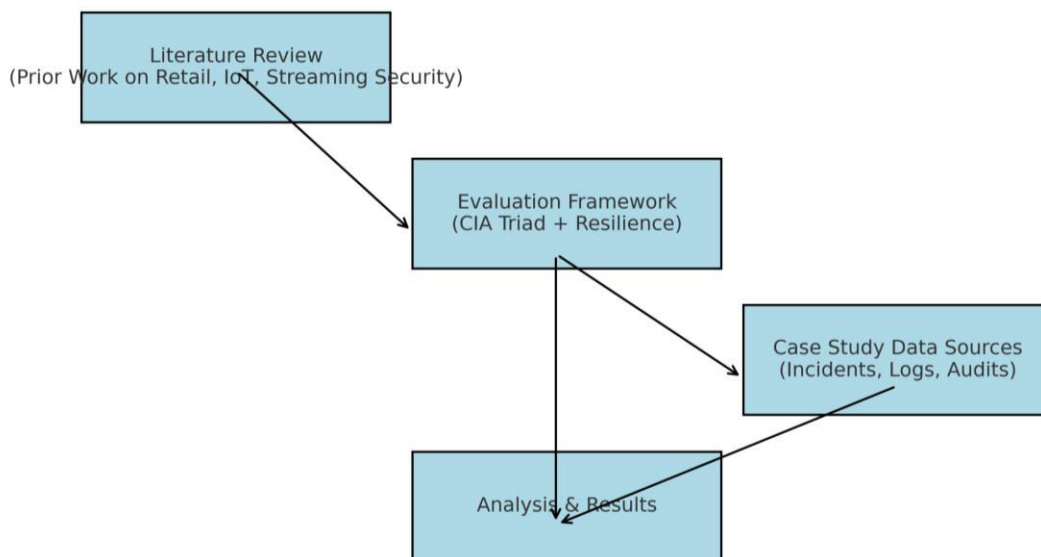 Literature Review
(Prior Work on Retail, IoT, Streaming Security)
Evaluation Framework
(CIA Triad + Resilience)
Case Study Data Sources
(Incidents, Logs, Audits)
Analysis & Results